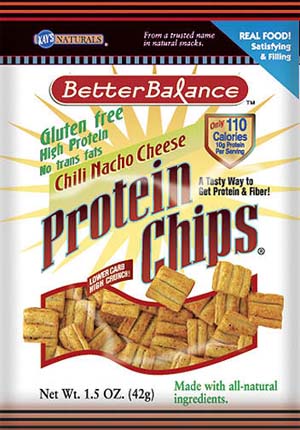 KAY'S NATURALS
From a trusted name
in natural snacks.
REAL FOOD!
Satisfying
& Filling
BetterBalance™
Gluten free
High Protein
No trans fats
Chili Nacho Cheese
Only 110
Calories
10g Protein
Per Serving
A Tasty Way to
Get Protein & Fiber!
Protein
Chips®
LOWER CARB
HIGH CRUNCH!
Net Wt. 1.5 OZ. (42g)
Made with all-natural
ingredients.